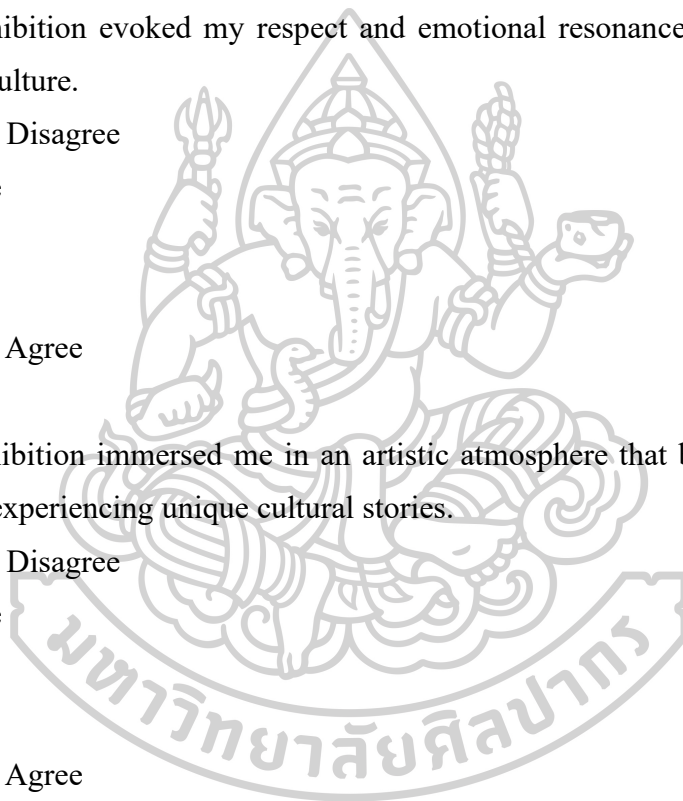 hibition evoked my respect and emotional resonance
ulture.
Disagree
e
Agree
hibition immersed me in an artistic atmosphere that b
experiencing unique cultural stories.
Disagree
e
Agree
มหาวิทยาลัยศิลปากร